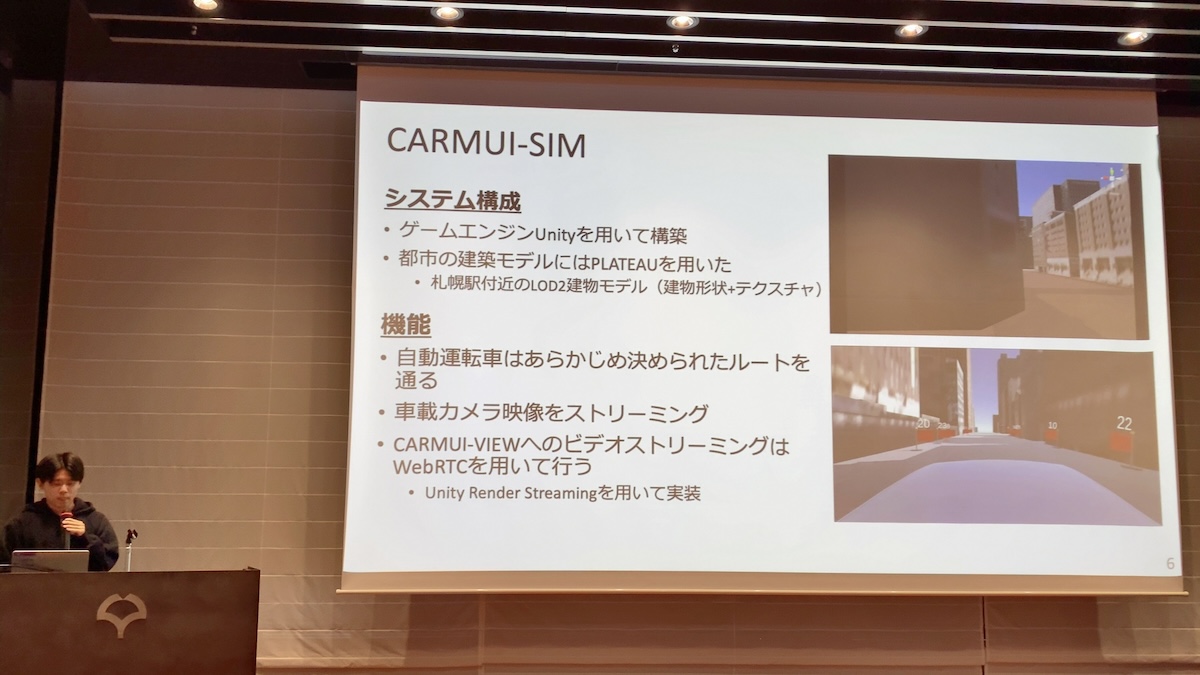 CARMUI-SIM
システム構成
• ゲームエンジンUnityを用いて構築
• 都市の建築モデルにはPLATEAUを用いた
• 札幌駅付近のLOD2建物モデル（建物形状+テクスチャ）
機能
• 自動運転車はあらかじめ決められたルートを
通る
• 車載カメラ映像をストリーミング
• CARMUI-VIEWへのビデオストリーミングは
WebRTCを用いて行う
• Unity Render Streamingを用いて実装
20
10
22
6